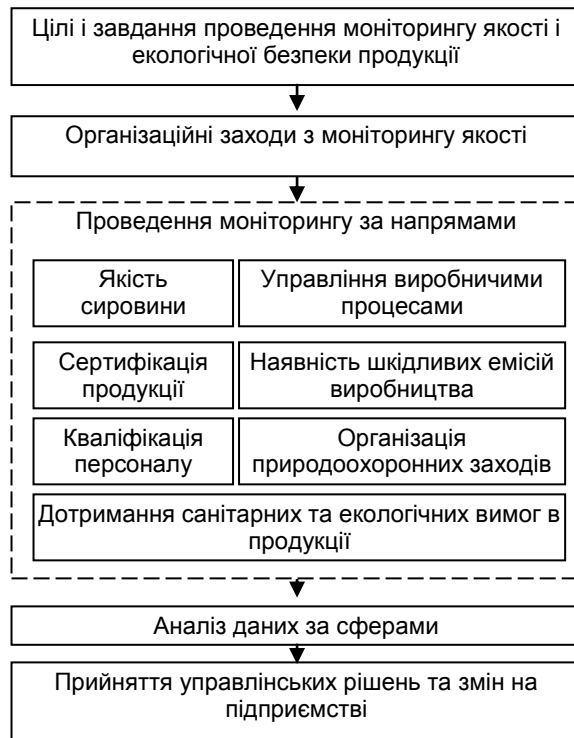 Цілі і завдання проведення моніторингу якості і
екологічної безпеки продукції
Організаційні заходи з моніторингу якості
Проведення моніторингу за напрямами
Якість
сировини
Управління виробничими
процесами
Сертифікація
продукції
Наявність шкідливих емісій
виробництва
Кваліфікація
персоналу
Організація
природоохоронних заходів
Дотримання санітарних та екологічних вимог в
продукції
Аналіз даних за сферами
Прийняття управлінських рішень та змін на
підприємстві